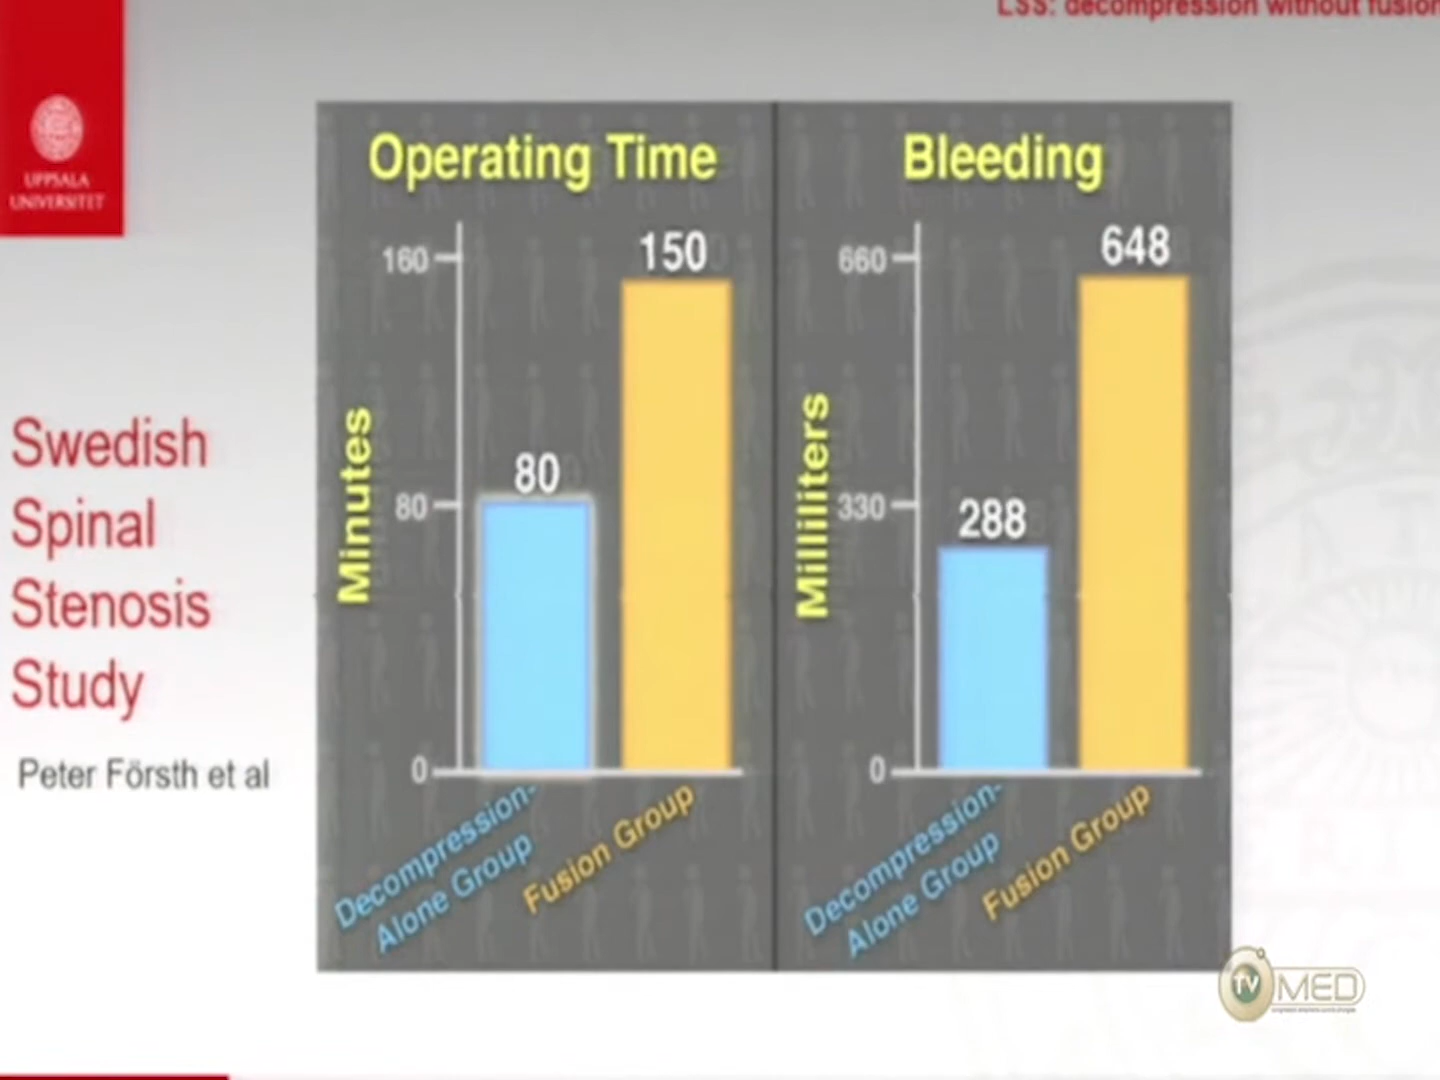 LSS: decompression without fusion
UPPSALA
UNIVERSITET
Swedish
Spinal
Stenosis
Study
Peter Försth et al
Operating Time
Minutes
160
80
0
80
150
Decompression-
Alone Group
Fusion Group
Bleeding
Milliliters
660
330
0
288
648
Decompression-
Alone Group
Fusion Group
TV MED